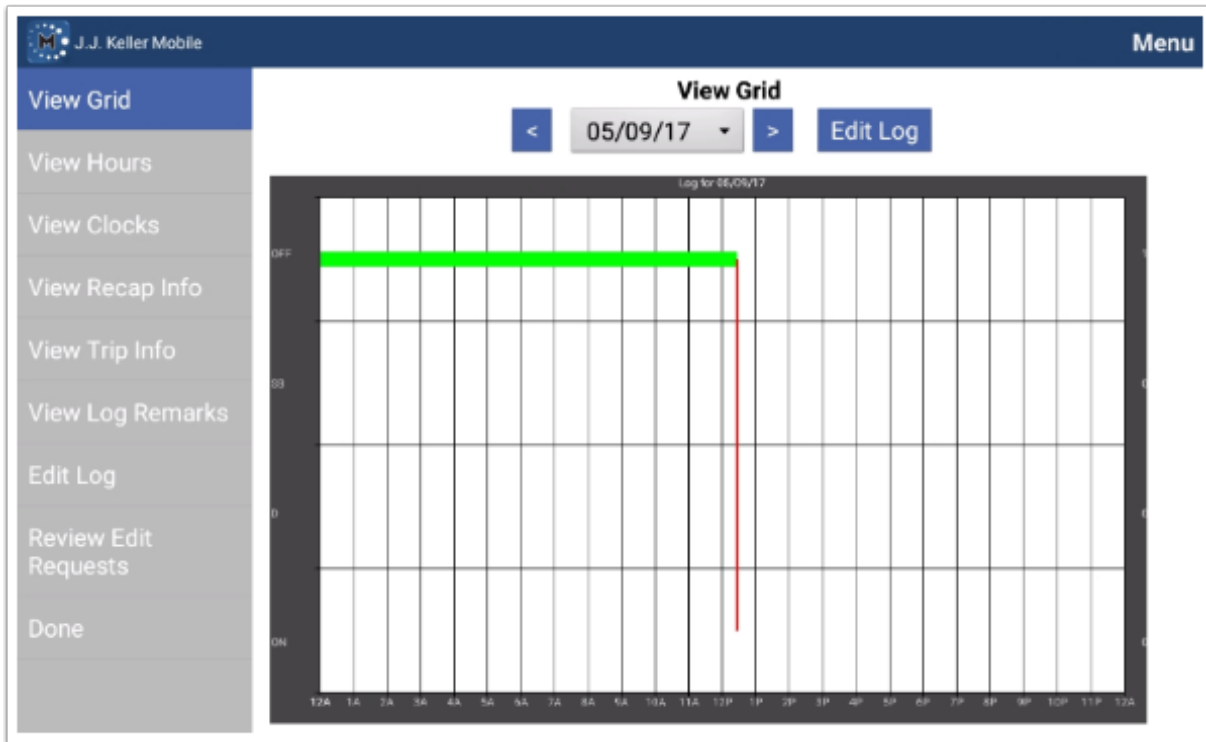 J.J. Keller Mobile
Menu
View Grid
View Hours
View Clocks
View Recap Info
View Trip Info
View Log Remarks
Edit Log
Review Edit
Requests
Done
View Grid
< 05/09/17 > Edit Log
Log for 05/09/17
OFF
SB
D
ON
12A 1A 2A 3A 4A 5A 6A 7A 8A 9A 10A 11A 12P 1P 2P 3P 4P 5P 6P 7P 8P 9P 10P 11P 12A